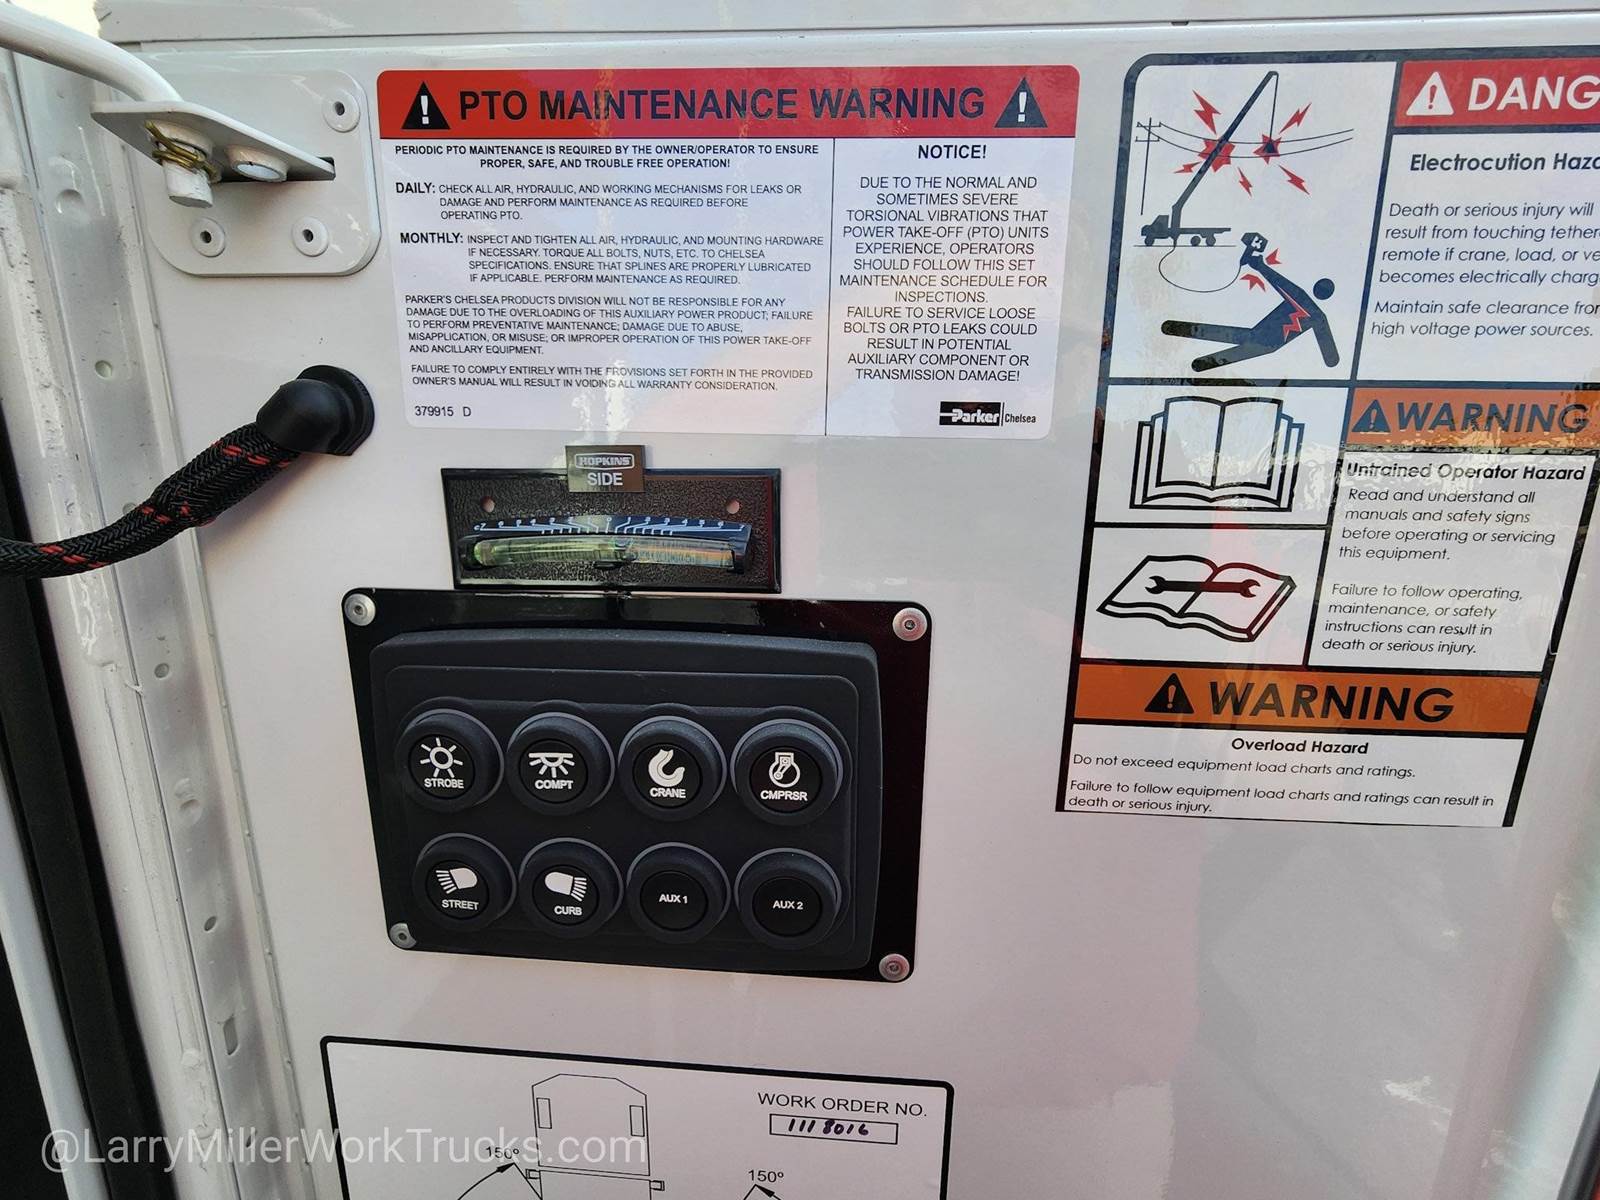 PTO MAINTENANCE WARNING
PERIODIC PTO MAINTENANCE IS REQUIRED BY THE OWNER/OPERATOR TO ENSURE
PROPER, SAFE, AND TROUBLE FREE OPERATION!
DAILY: CHECK ALL AIR, HYDRAULIC, AND WORKING MECHANISMS FOR LEAKS OR
DAMAGE AND PERFORM MAINTENANCE AS REQUIRED BEFORE
OPERATING PTO.
MONTHLY: INSPECT AND TIGHTEN ALL AIR, HYDRAULIC, AND MOUNTING HARDWARE
IF NECESSARY. TORQUE ALL BOLTS, NUTS, ETC. TO CHELSEA
SPECIFICATIONS. ENSURE THAT SPLINES ARE PROPERLY LUBRICATED
IF APPLICABLE. PERFORM MAINTENANCE AS REQUIRED.
PARKER'S CHELSEA PRODUCTS DIVISION WILL NOT BE RESPONSIBLE FOR ANY
DAMAGE DUE TO THE OVERLOADING OF THIS AUXILIARY POWER PRODUCT; FAILURE
TO PERFORM PREVENTATIVE MAINTENANCE; DAMAGE DUE TO ABUSE,
MISAPPLICATION, OR MISUSE; OR IMPROPER OPERATION OF THIS POWER TAKE-OFF
AND ANCILLARY EQUIPMENT.
FAILURE TO COMPLY ENTIRELY WITH THE PROVISIONS SET FORTH IN THE PROVIDED
OWNER'S MANUAL WILL RESULT IN VOIDING ALL WARRANTY CONSIDERATION.
379915 D
NOTICE!
DUE TO THE NORMAL AND
SOMETIMES SEVERE
TORSIONAL VIBRATIONS THAT
POWER TAKE-OFF (PTO) UNITS
EXPERIENCE, OPERATORS
SHOULD FOLLOW THIS SET
MAINTENANCE SCHEDULE FOR
INSPECTIONS.
FAILURE TO SERVICE LOOSE
BOLTS OR PTO LEAKS COULD
RESULT IN POTENTIAL
AUXILIARY COMPONENT OR
TRANSMISSION DAMAGE!
Parker Chelsea
DANG
Electrocution Haza
Death or serious injury will
result from touching tether
remote if crane, load, or ve
becomes electrically charg
Maintain safe clearance fro
high voltage power sources.
WARNING
Untrained Operator Hazard
Read and understand all
manuals and safety signs
before operating or servicing
this equipment.
Failure to follow operating,
maintenance, or safety
instructions can result in
death or serious injury.
WARNING
Overload Hazard
Do not exceed equipment load charts and ratings.
Failure to follow equipment load charts and ratings can result in
death or serious injury.
HOPKINS
SIDE
STROBE
COMPT
CRANE
CMPRSR
STREET
CURB
AUX 1
AUX 2
WORK ORDER NO.
1118016
150°
150°
@LarryMillerWorkTrucks.com